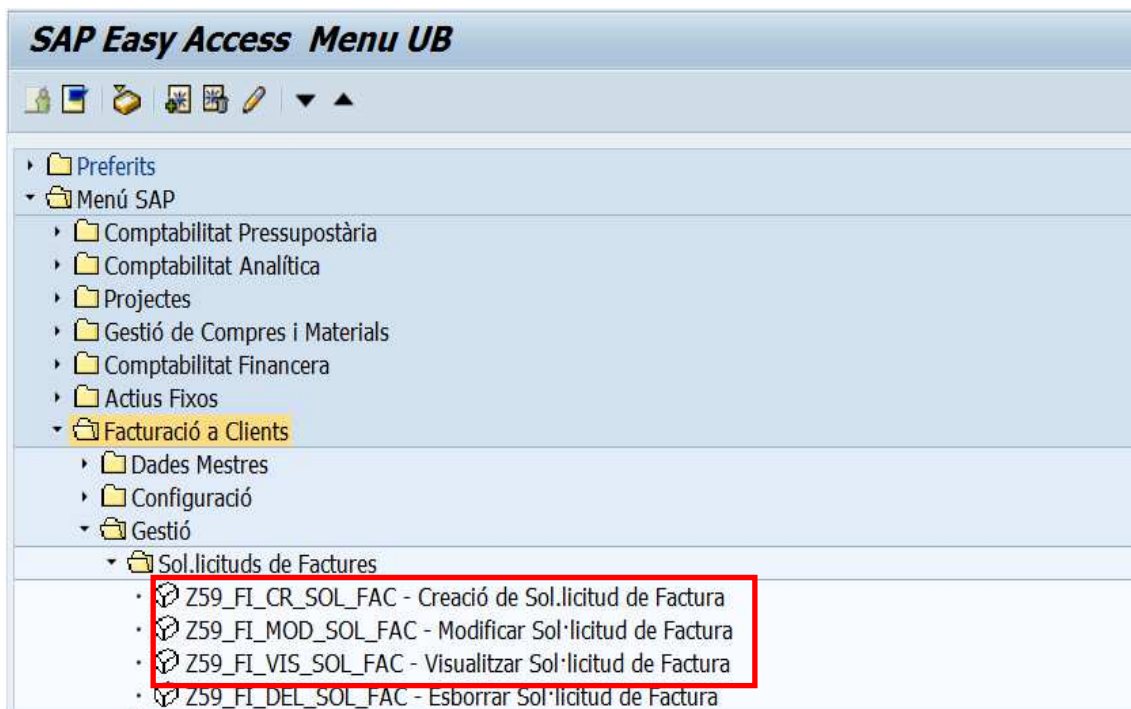 SAP Easy Access Menu UB
Preferits
Menú SAP
Comptabilitat Pressupostària
Comptabilitat Analítica
Projectes
Gestió de Compres i Materials
Comptabilitat Financera
Actius Fixos
Facturació a Clients
Dades Mestres
Configuració
Gestió
Sol.licituds de Factures
Z59_FI_CR_SOL_FAC - Creació de Sol.licitud de Factura
Z59_FI_MOD_SOL_FAC - Modificar Sol·licitud de Factura
Z59_FI_VIS_SOL_FAC - Visualitzar Sol·licitud de Factura
Z59_FI_DEL_SOL_FAC - Esborrar Sol·licitud de Factura